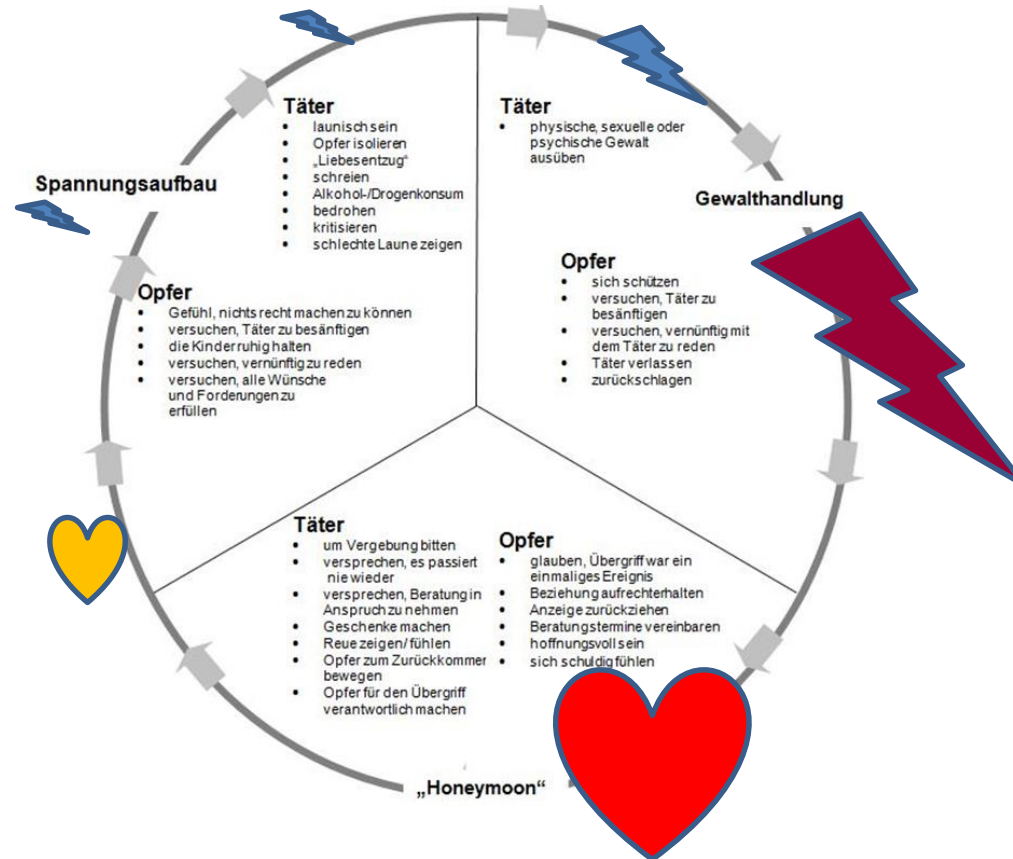 Spannungsaufbau
Täter
• launisch sein
• Opfer isolieren
• „Liebesentzug“
• schreien
• Alkohol-/Drogenkonsum
• bedrohen
• kritisieren
• schlechte Laune zeigen
Opfer
• Gefühl, nichts recht machen zu können
• versuchen, Täter zu besänftigen
• die Kinder ruhig halten
• versuchen, vernünftig zu reden
• versuchen, alle Wünsche
und Forderungen zu
erfüllen
Gewalthandlung
Täter
• physische, sexuelle oder
psychische Gewalt
ausüben
Opfer
• sich schützen
• versuchen, Täter zu
besänftigen
• versuchen, vernünftig mit
dem Täter zu reden
• Täter verlassen
• zurückschlagen
Täter
• um Vergebung bitten
• versprechen, es passiert
nie wieder
• versprechen, Beratung in
Anspruch zu nehmen
• Geschenke machen
• Reue zeigen/ fühlen
• Opfer zum Zurückkommer
bewegen
• Opfer für den Übergriff
verantwortlich machen
Opfer
• glauben, Übergriff war ein
einmaliges Ereignis
• Beziehung aufrechterhalten
• Anzeige zurückziehen
• Beratungstermine vereinbaren
• hoffnungsvoll sein
• sich schuldig fühlen
„Honeymoon“